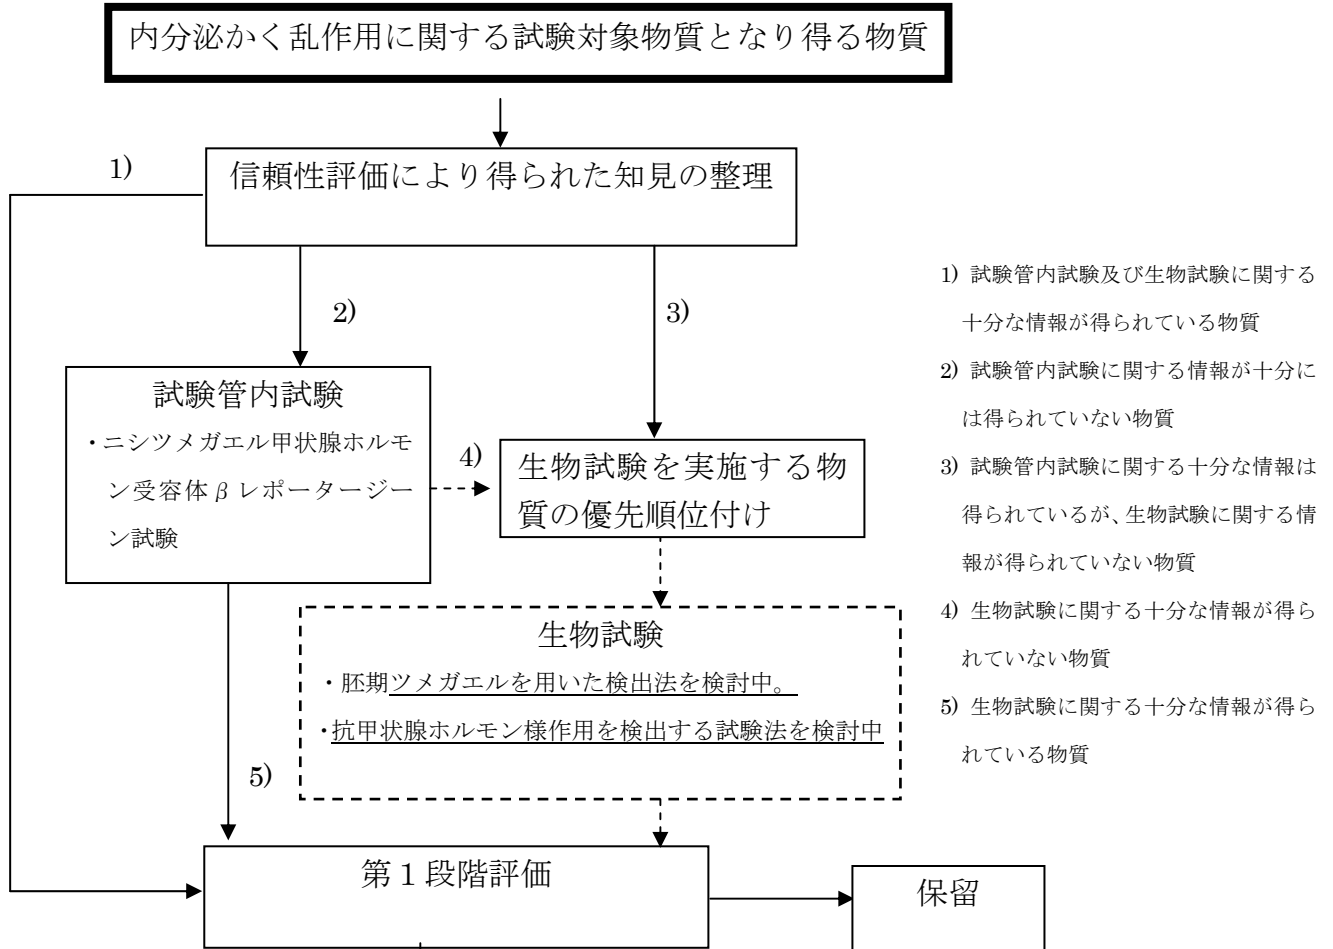 内分泌かく乱作用に関する試験対象物質となり得る物質
1)
信頼性評価により得られた知見の整理
2)
3)
試験管内試験
・ニシツメガエル甲状腺ホルモ
ン受容体βレポータージー
ン試験
4)
生物試験を実施する物
質の優先順位付け
生物試験
・胚期ツメガエルを用いた検出法を検討中。
・抗甲状腺ホルモン様作用を検出する試験法を検討中
5)
第１段階評価
保留
1) 試験管内試験及び生物試験に関する
十分な情報が得られている物質
2) 試験管内試験に関する情報が十分に
は得られていない物質
3) 試験管内試験に関する十分な情報は
得られているが、生物試験に関する情
報が得られていない物質
4) 生物試験に関する十分な情報が得ら
れていない物質
5) 生物試験に関する十分な情報が得ら
れている物質